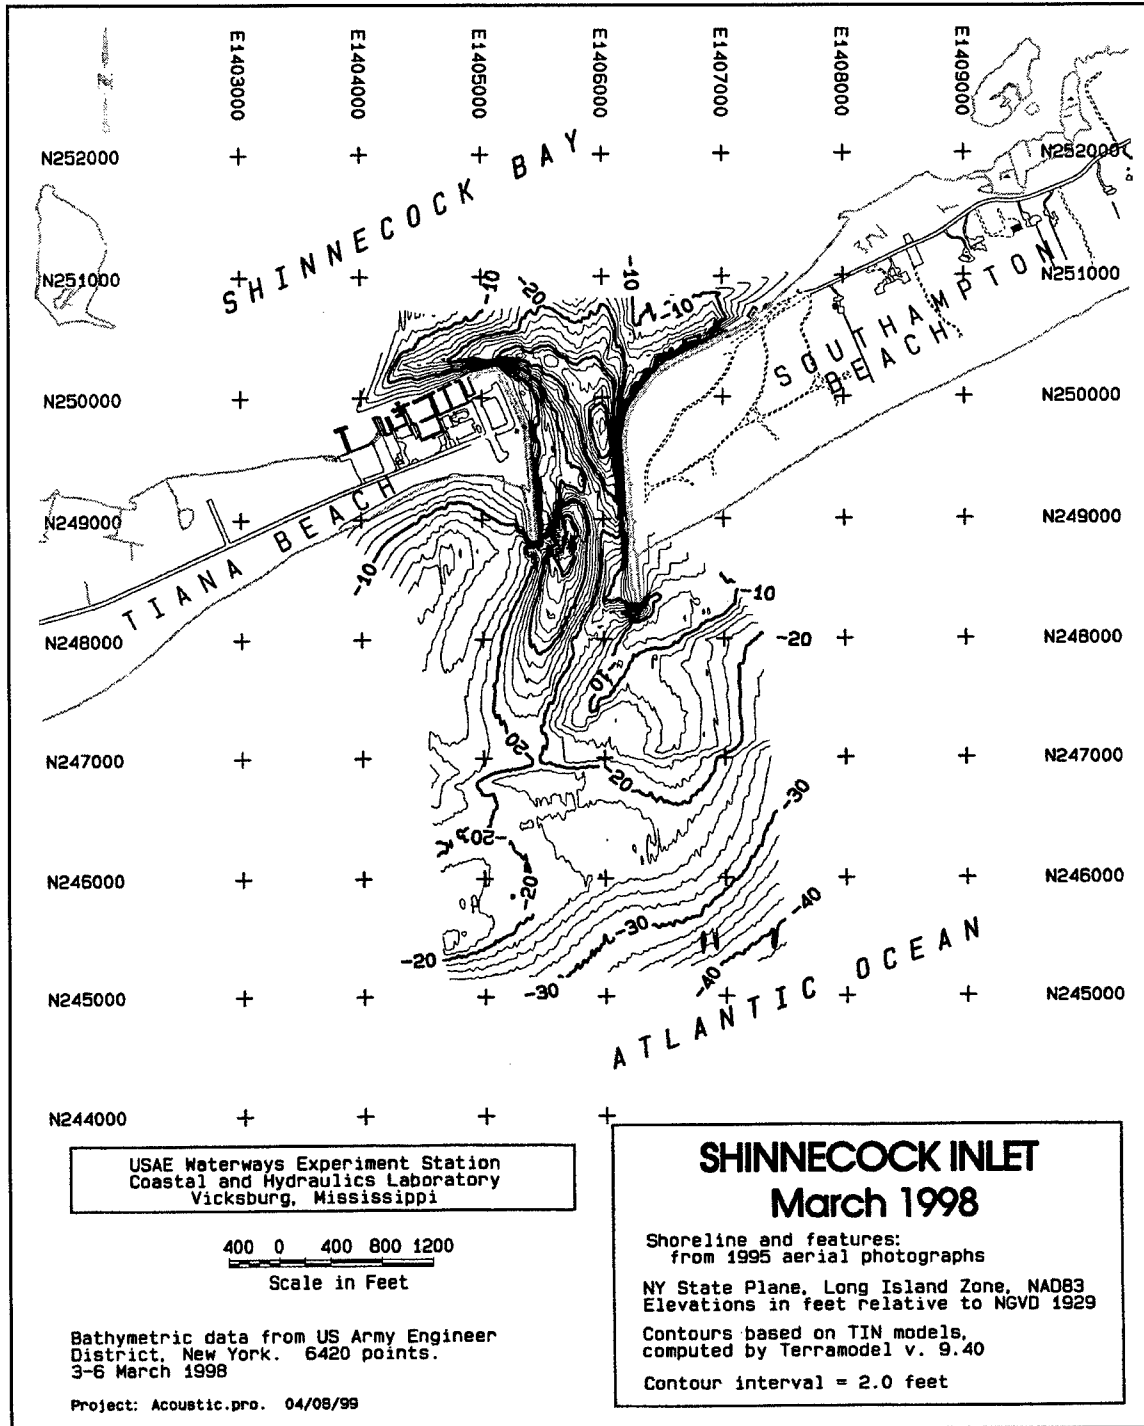 E1403000
E1404000
E1405000
E1406000
E1407000
E1408000
E1409000
N252000
N252000
SHINNECOCK BAY
N251000
N251000
-10
-20
-10
-10
SOUTHAMPTON
BEACH
N250000
N250000
N249000
N249000
TIANA BEACH
-10
-10
N248000
N248000
-20
-10
N247000
N247000
-20
-20
-30
-20
N246000
N246000
-20
-40
-30
-20
-30
-40
N245000
N245000
ATLANTIC OCEAN
N244000
USAE Waterways Experiment Station
Coastal and Hydraulics Laboratory
Vicksburg, Mississippi
400 0 400 800 1200
Scale in Feet
Bathymetric data from US Army Engineer
District, New York. 6420 points.
3-6 March 1998
Project: Acoustic.pro. 04/08/99
SHINNECOCK INLET
March 1998
Shoreline and features:
from 1995 aerial photographs
NY State Plane, Long Island Zone, NAD83
Elevations in feet relative to NGVD 1929
Contours based on TIN models,
computed by Terramodel v. 9.40
Contour interval = 2.0 feet